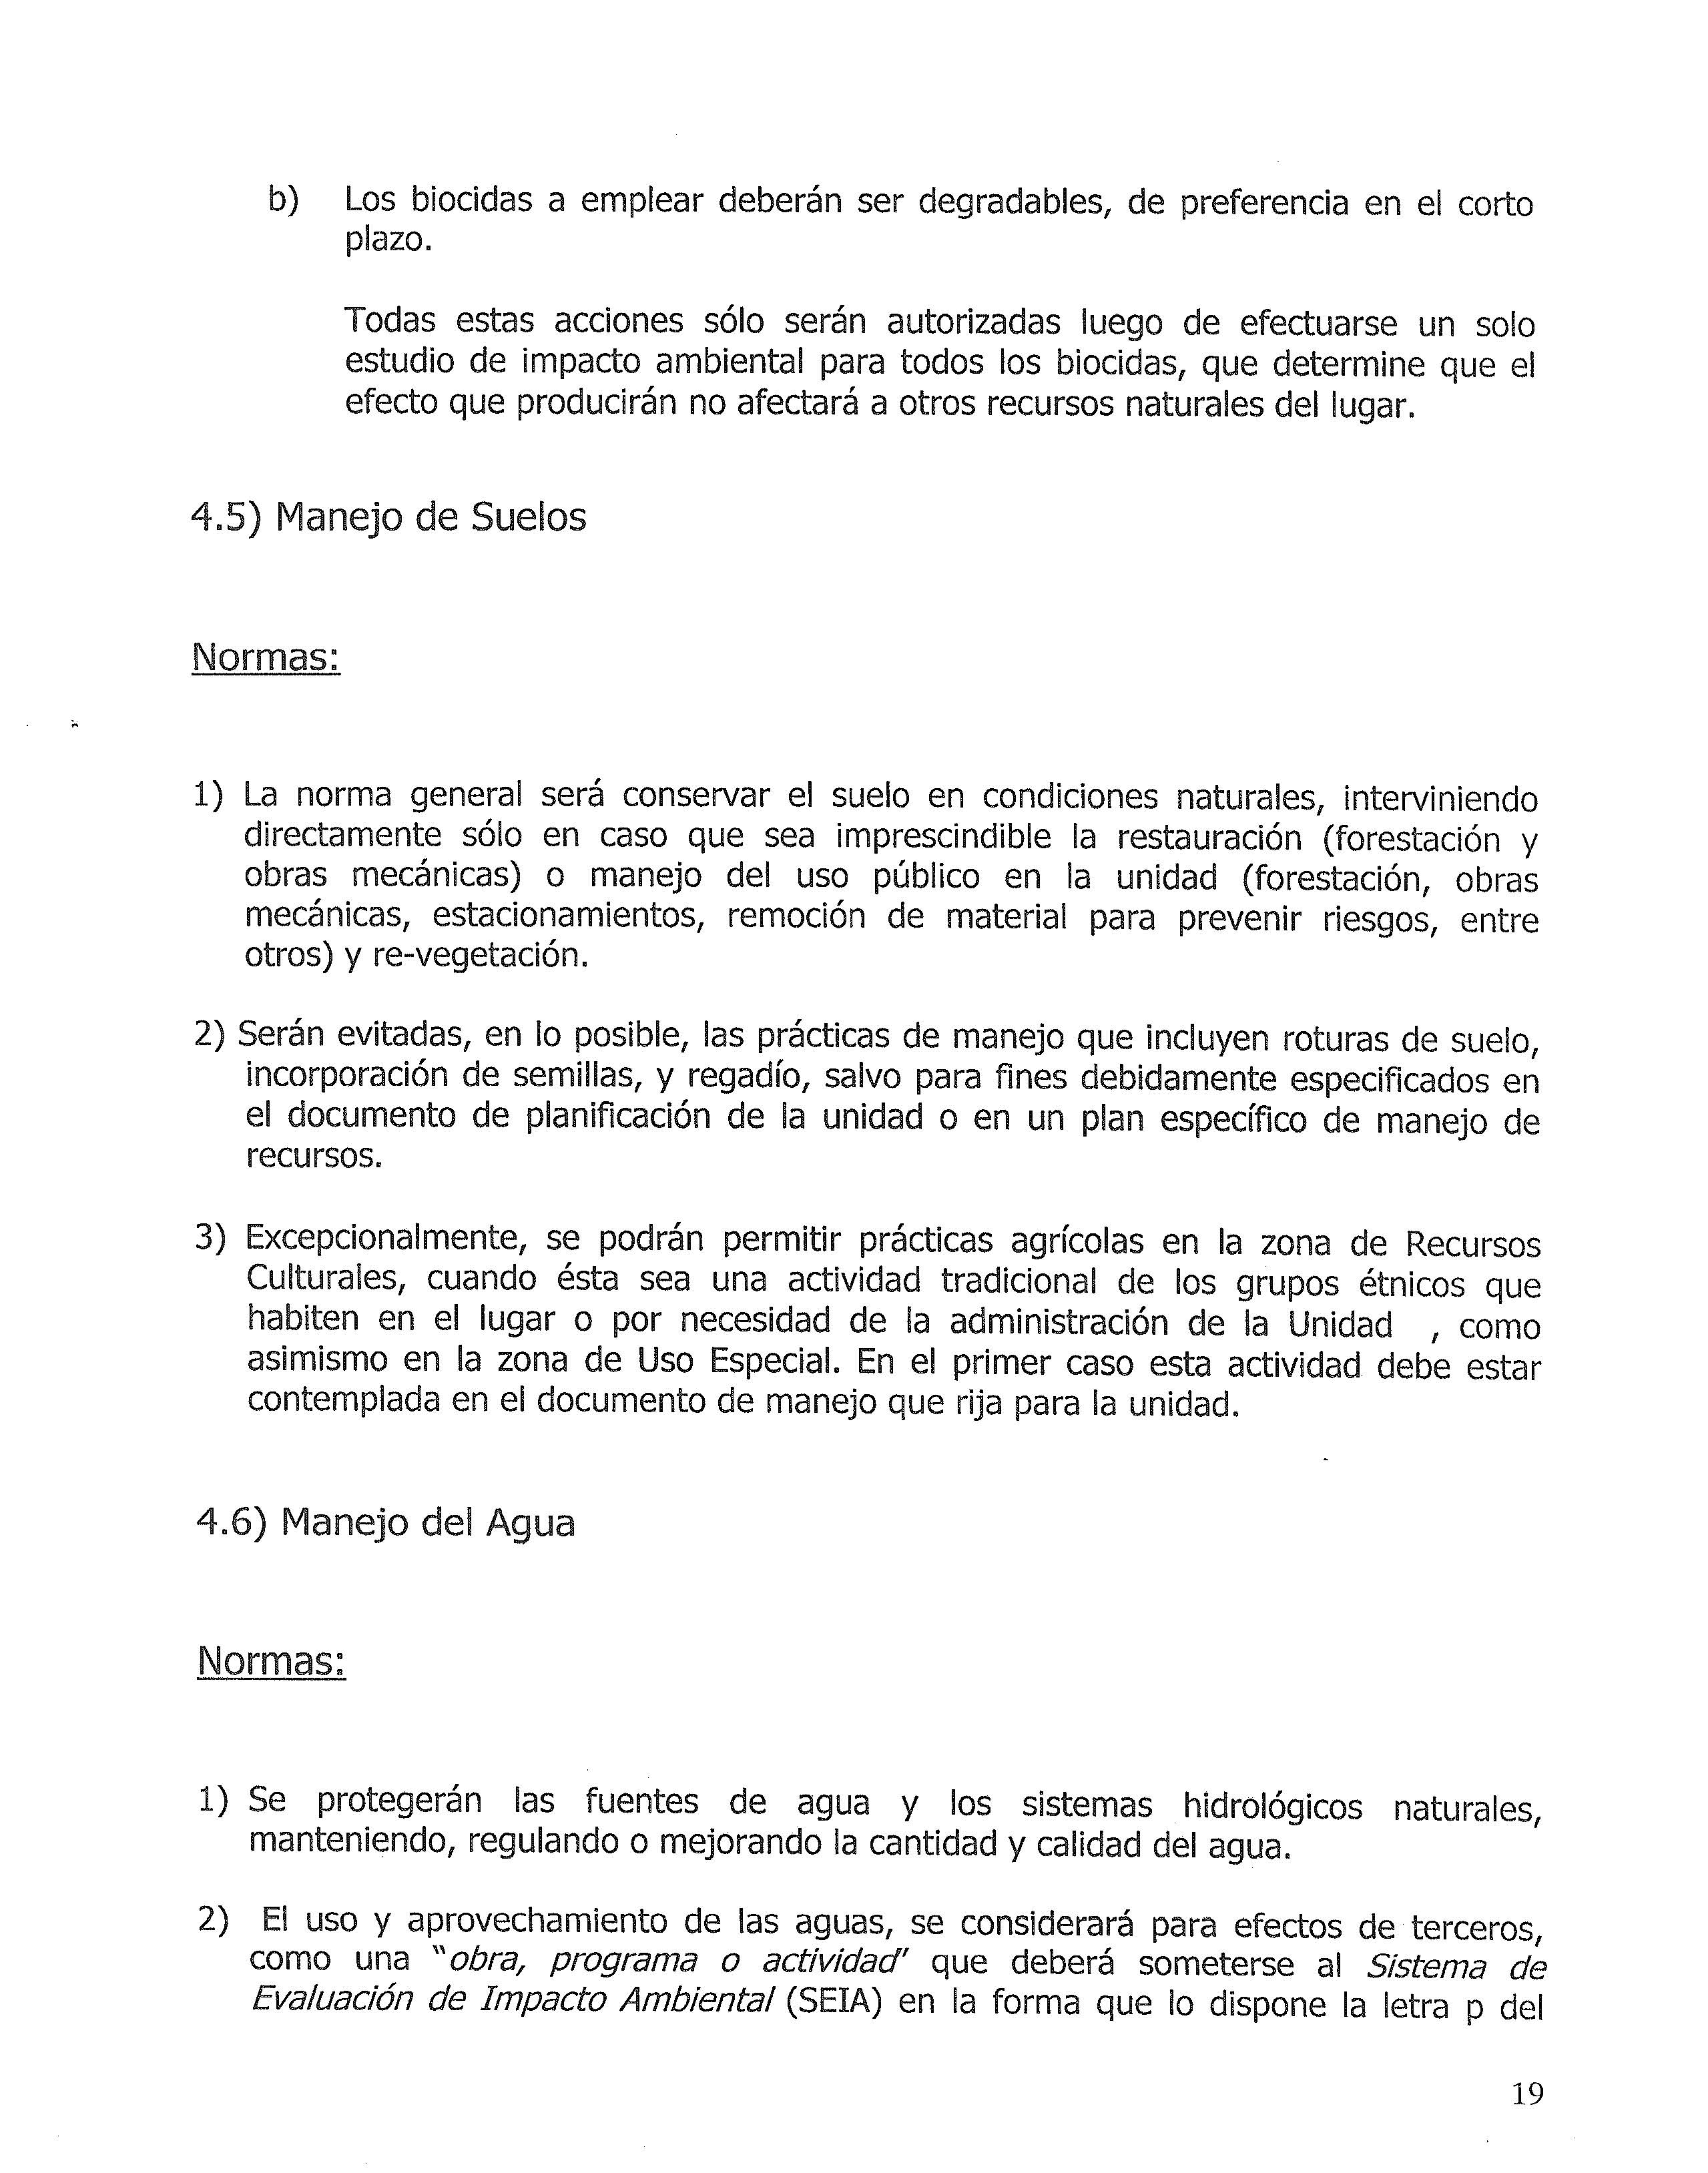 b) Los biocidas a emplear deberán ser degradables, de preferencia en el corto
plazo.
Todas estas acciones sólo serán autorizadas luego de efectuarse un solo
estudio de impacto ambiental para todos los biocidas, que determine que el
efecto que producirán no afectará a otros recursos naturales del lugar.
4.5) Manejo de Suelos
Normas:
1) La norma general será conservar el suelo en condiciones naturales, interviniendo
directamente sólo en caso que sea imprescindible la restauración (forestación y
obras mecánicas) o manejo del uso público en la unidad (forestación, obras
mecánicas, estacionamientos, remoción de material para prevenir riesgos, entre
otros) y re-vegetación.
2) Serán evitadas, en lo posible, las prácticas de manejo que incluyen roturas de suelo,
incorporación de semillas, y regadío, salvo para fines debidamente especificados en
el documento de planificación de la unidad o en un plan específico de manejo de
recursos.
3) Excepcionalmente, se podrán permitir prácticas agrícolas en la zona de Recursos
Culturales, cuando ésta sea una actividad tradicional de los grupos étnicos que
habiten en el lugar o por necesidad de la administración de la Unidad , como
asimismo en la zona de Uso Especial. En el primer caso esta actividad debe estar
contemplada en el documento de manejo que rija para la unidad.
4.6) Manejo del Agua
Normas:
1) Se protegerán las fuentes de agua y los sistemas hidrológicos naturales,
manteniendo, regulando o mejorando la cantidad y calidad del agua.
2) El uso y aprovechamiento de las aguas, se considerará para efectos de terceros,
como una "obra, programa o actividad" que deberá someterse al Sistema de
Evaluación de Impacto Ambiental (SEIA) en la forma que lo dispone la letra p del
19